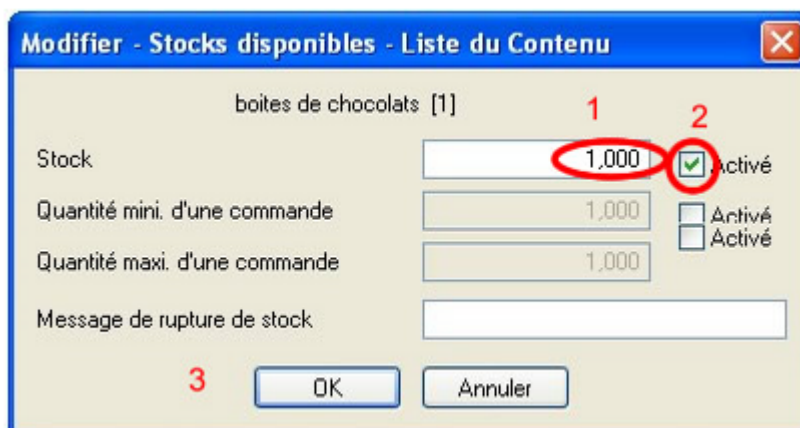 Modifier - Stocks disponibles - Liste du Contenu
boites de chocolats [1]
1
2
Stock 1,000 Activé
Quantité mini. d'une commande 1,000 Activé
Activé
Quantité maxi. d'une commande 1,000
Message de rupture de stock
3
OK Annuler